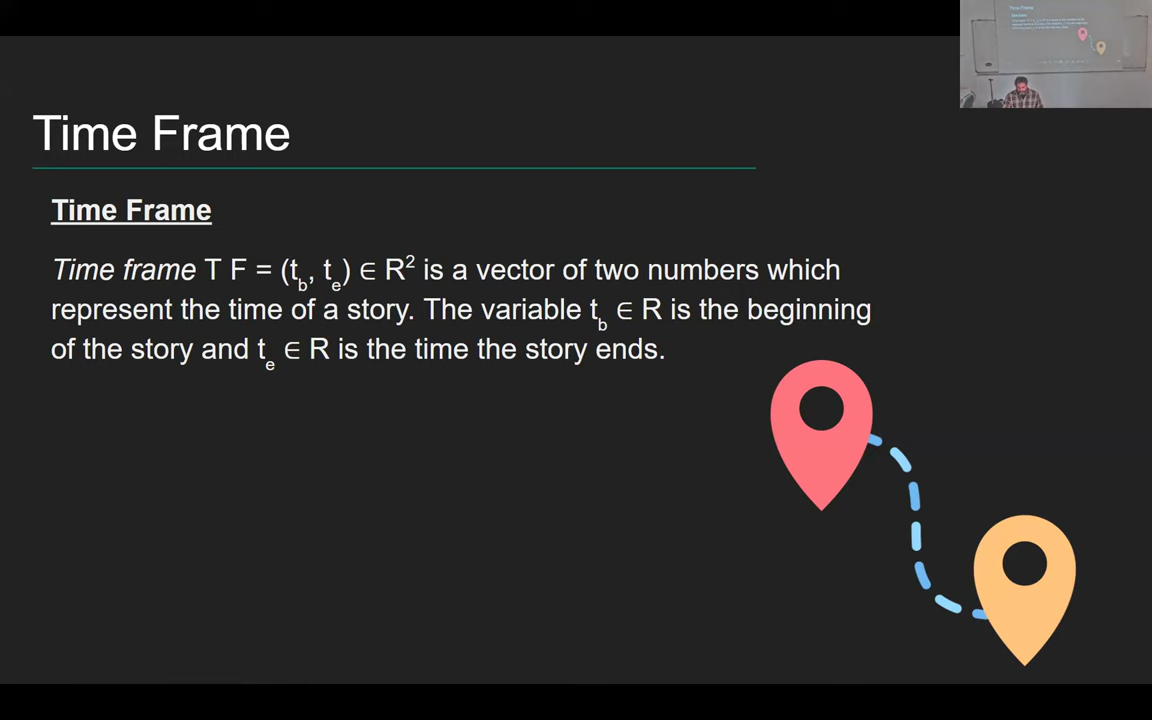 Time Frame
Time Frame
Time frame T F = (t_b, t_e) ∈ R² is a vector of two numbers which
represent the time of a story. The variable t_b ∈ R is the beginning
of the story and t_e ∈ R is the time the story ends.